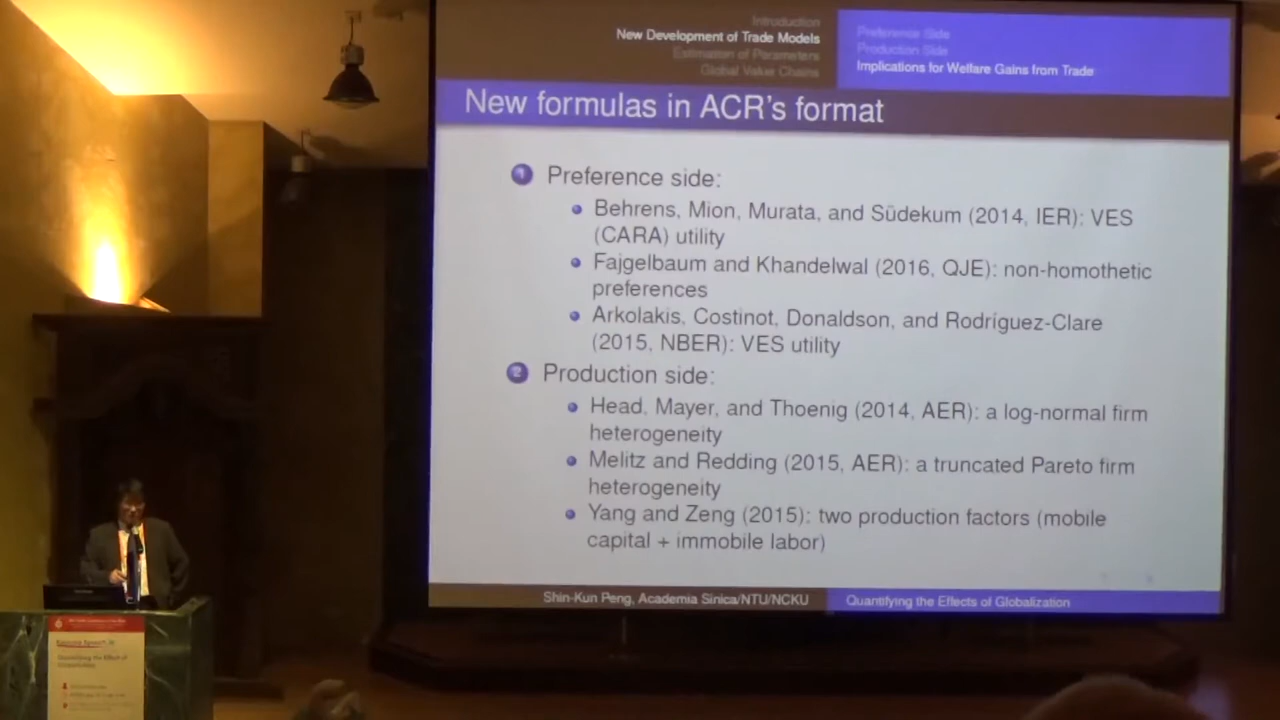 Introduction
New Development of Trade Models
Estimation of Parameters
Global Value Chains
Preference Side
Production Side
Implications for Welfare Gains from Trade
New formulas in ACR's format
1 Preference side:
Behrens, Mion, Murata, and Südekum (2014, IER): VES
(CARA) utility
Fajgelbaum and Khandelwal (2016, QJE): non-homothetic
preferences
Arkolakis, Costinot, Donaldson, and Rodríguez-Clare
(2015, NBER): VES utility
2 Production side:
Head, Mayer, and Thoenig (2014, AER): a log-normal firm
heterogeneity
Melitz and Redding (2015, AER): a truncated Pareto firm
heterogeneity
Yang and Zeng (2015): two production factors (mobile
capital + immobile labor)
Shin-Kun Peng, Academia Sinica/NTU/NCKU
Quantifying the Effects of Globalization